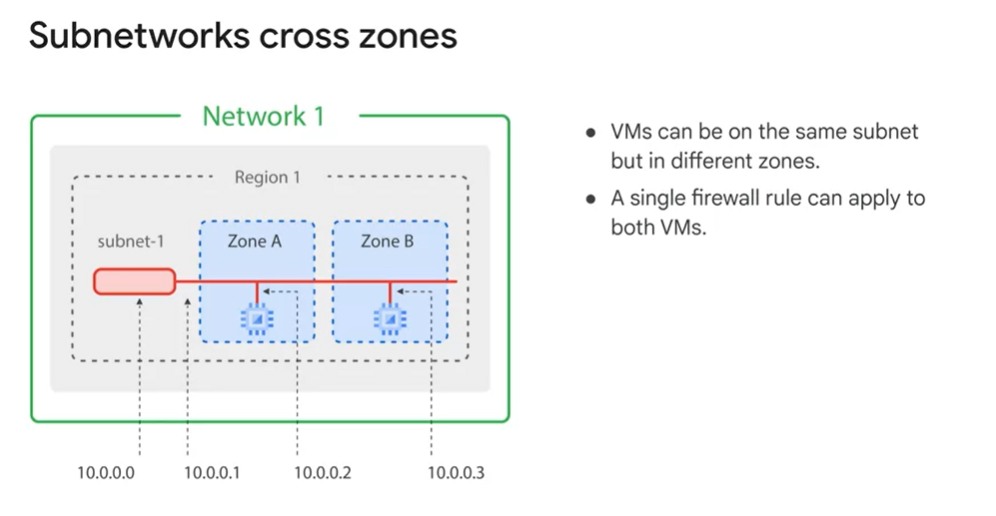 Subnetworks cross zones
Network 1
Region 1
subnet-1
Zone A
Zone B
10.0.0.0
10.0.0.1
10.0.0.2
10.0.0.3
● VMs can be on the same subnet
but in different zones.
● A single firewall rule can apply to
both VMs.